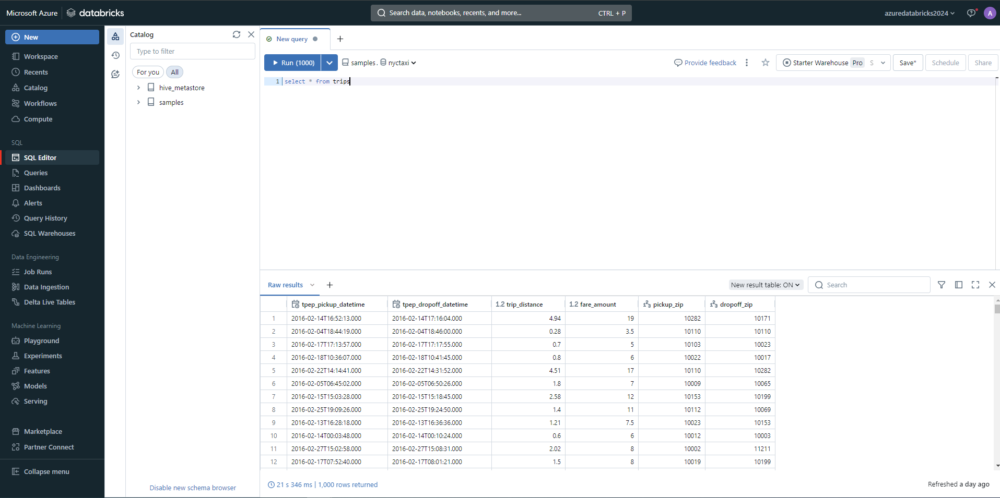 Microsoft Azure databricks
Search data, notebooks, recents, and more... CTRL + P
azuredatabricks2024
A
New
Workspace
Recents
Catalog
Workflows
Compute
SQL
SQL Editor
Queries
Dashboards
Alerts
Query History
SQL Warehouses
Data Engineering
Job Runs
Data Ingestion
Delta Live Tables
Machine Learning
Playground
Experiments
Features
Models
Serving
Marketplace
Partner Connect
Collapse menu
Catalog
Type to filter
For you All
hive_metastore
samples
Disable new schema browser
New query +
Run (1000) samples . nyctaxi
Provide feedback Starter Warehouse Pro S Save* Schedule Share
1 select * from trips
Raw results + New result table: ON Search
tpep_pickup_datetime tpep_dropoff_datetime 1.2 trip_distance 1.2 fare_amount 123 pickup_zip 123 dropoff_zip
1 2016-02-14T16:52:13.000 2016-02-14T17:16:04.000 4.94 19 10282 10171
2 2016-02-04T18:44:19.000 2016-02-04T18:46:00.000 0.28 3.5 10110 10110
3 2016-02-17T17:13:57.000 2016-02-17T17:17:55.000 0.7 5 10103 10023
4 2016-02-18T10:36:07.000 2016-02-18T10:41:45.000 0.8 6 10022 10017
5 2016-02-22T14:14:41.000 2016-02-22T14:31:52.000 4.51 17 10110 10282
6 2016-02-05T06:45:02.000 2016-02-05T06:50:26.000 1.8 7 10009 10065
7 2016-02-15T15:03:28.000 2016-02-15T15:18:45.000 2.58 12 10153 10199
8 2016-02-25T19:09:26.000 2016-02-25T19:24:50.000 1.4 11 10112 10069
9 2016-02-13T16:28:18.000 2016-02-13T16:36:36.000 1.21 7.5 10023 10153
10 2016-02-14T00:03:48.000 2016-02-14T00:10:24.000 0.6 6 10012 10003
11 2016-02-27T15:02:58.000 2016-02-27T15:08:31.000 2.02 8 10002 11211
12 2016-02-17T07:52:40.000 2016-02-17T08:01:21.000 1.5 8 10019 10199
21 s 346 ms | 1,000 rows returned
Refreshed a day ago